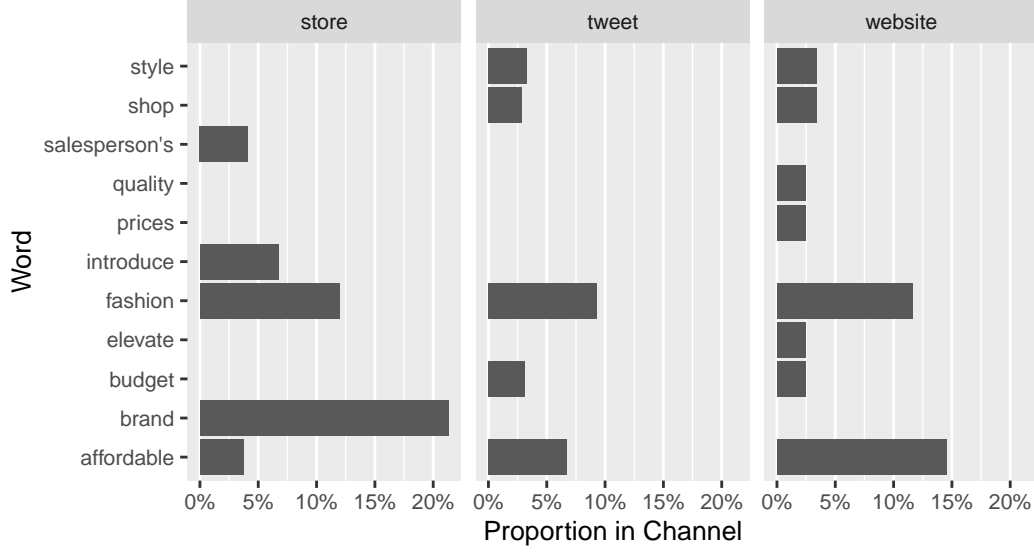 store tweet website
style
shop
salesperson's
quality
prices
introduce
fashion
elevate
budget
brand
affordable
Word
0% 5% 10% 15% 20% 0% 5% 10% 15% 20% 0% 5% 10% 15% 20%
Proportion in Channel